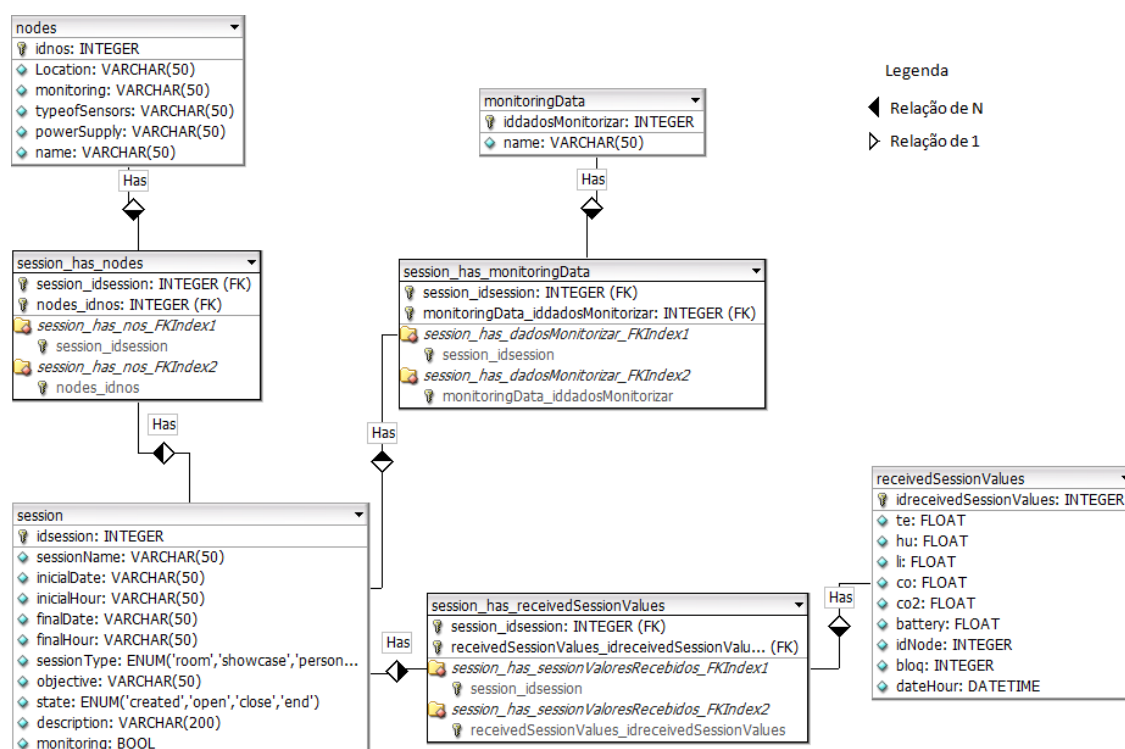 nodes
idnos: INTEGER
Location: VARCHAR(50)
monitoring: VARCHAR(50)
typeofSensors: VARCHAR(50)
powerSupply: VARCHAR(50)
name: VARCHAR(50)
Has
monitoringData
iddadosMonitorizar: INTEGER
name: VARCHAR(50)
Has
Legenda
Relação de N
Relação de 1
session_has_nodes
session_idsession: INTEGER (FK)
nodes_idnos: INTEGER (FK)
session_has_nos_FKIndex1
session_idsession
session_has_nos_FKIndex2
nodes_idnos
Has
session_has_monitoringData
session_idsession: INTEGER (FK)
monitoringData_iddadosMonitorizar: INTEGER (FK)
session_has_dadosMonitorizar_FKIndex1
session_idsession
session_has_dadosMonitorizar_FKIndex2
monitoringData_iddadosMonitorizar
Has
session
idsession: INTEGER
sessionName: VARCHAR(50)
inicialDate: VARCHAR(50)
inicialHour: VARCHAR(50)
finalDate: VARCHAR(50)
finalHour: VARCHAR(50)
sessionType: ENUM('room','showcase','person...
objective: VARCHAR(50)
state: ENUM('created','open','close','end')
description: VARCHAR(200)
monitoring: BOOL
Has
session_has_receivedSessionValues
session_idsession: INTEGER (FK)
receivedSessionValues_idreceivedSessionValu... (FK)
session_has_sessionValoresRecebidos_FKIndex1
session_idsession
session_has_sessionValoresRecebidos_FKIndex2
receivedSessionValues_idreceivedSessionValues
Has
receivedSessionValues
idreceivedSessionValues: INTEGER
te: FLOAT
hu: FLOAT
li: FLOAT
co: FLOAT
co2: FLOAT
battery: FLOAT
idNode: INTEGER
bloq: INTEGER
dateHour: DATETIME